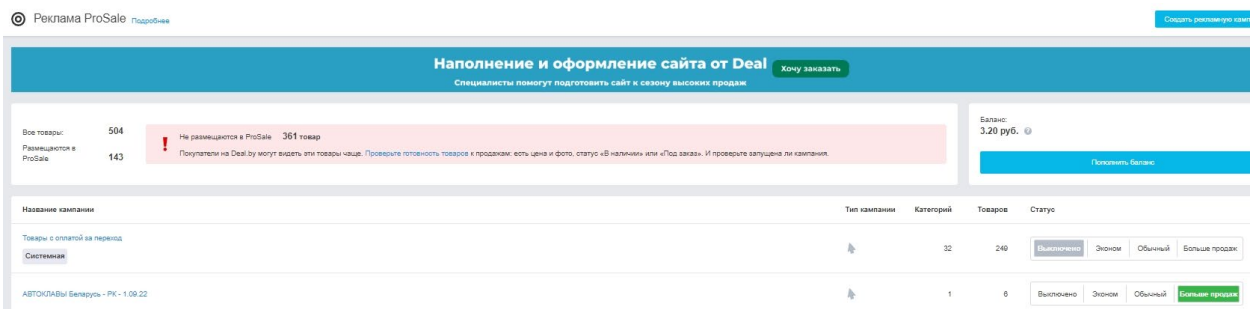 Реклама ProSale Подробнее
Создать рекламную камп
Наполнение и оформление сайта от Deal Хочу заказать
Специалисты помогут подготовить сайт к сезону высоких продаж
Все товары: 504
Размещаются в ProSale 143
Не размещаются в ProSale 361 товар
Покупатели на Deal.by могут видеть эти товары чаще. Проверьте готовность товаров к продажам: есть цена и фото, статус «В наличии» или «Под заказ». И проверьте запущена ли кампания.
Баланс:
3.20 руб.
Пополнить баланс
Название кампании Тип кампании Категорий Товаров Статус
Товары с оплатой за переход 32 249 Выключено Эконом Обычный Больше продаж
Системная
АВТОКЛАВЫ Беларусь - РК - 1.09.22 1 6 Выключено Эконом Обычный Больше продаж